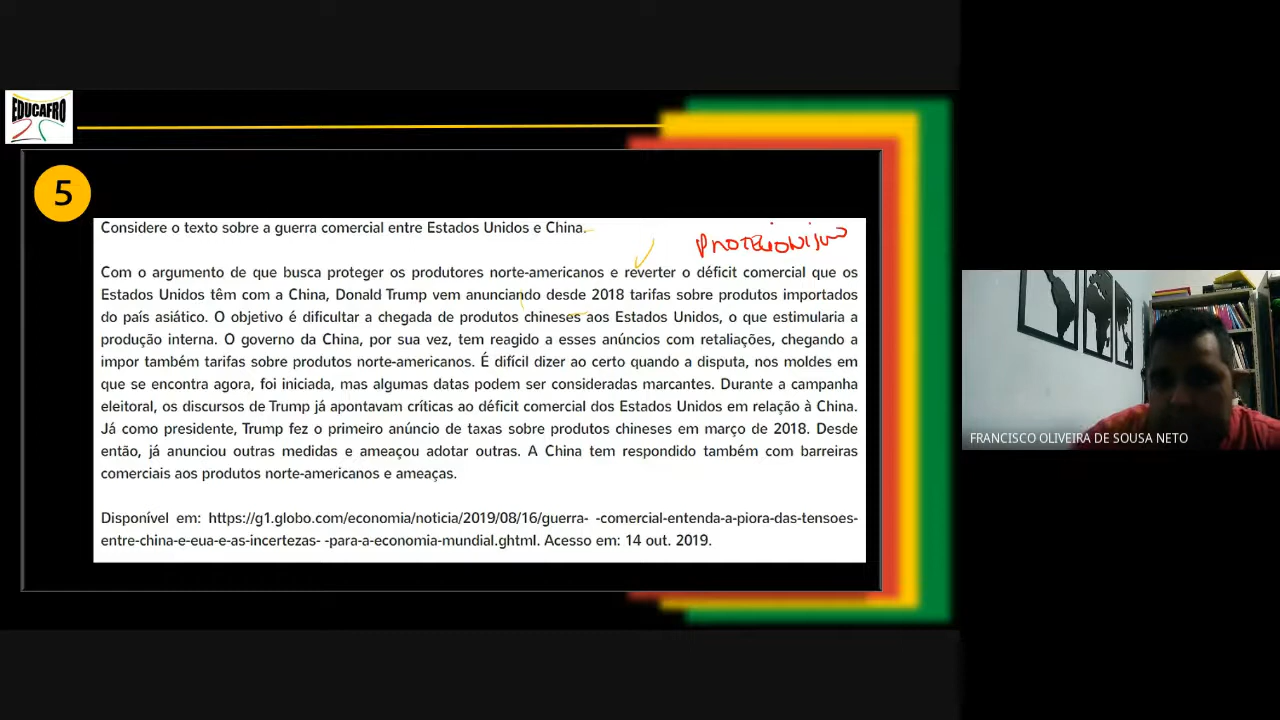 EDUCAFRO
5
Considere o texto sobre a guerra comercial entre Estados Unidos e China.
PROTECIONISMO
Com o argumento de que busca proteger os produtores norte-americanos e reverter o déficit comercial que os
Estados Unidos têm com a China, Donald Trump vem anunciando desde 2018 tarifas sobre produtos importados
do país asiático. O objetivo é dificultar a chegada de produtos chineses aos Estados Unidos, o que estimularia a
produção interna. O governo da China, por sua vez, tem reagido a esses anúncios com retaliações, chegando a
impor também tarifas sobre produtos norte-americanos. É difícil dizer ao certo quando a disputa, nos moldes em
que se encontra agora, foi iniciada, mas algumas datas podem ser consideradas marcantes. Durante a campanha
eleitoral, os discursos de Trump já apontavam críticas ao déficit comercial dos Estados Unidos em relação à China.
Já como presidente, Trump fez o primeiro anúncio de taxas sobre produtos chineses em março de 2018. Desde
então, já anunciou outras medidas e ameaçou adotar outras. A China tem respondido também com barreiras
comerciais aos produtos norte-americanos e ameaças.
Disponível em: https://g1.globo.com/economia/noticia/2019/08/16/guerra- -comercial-entenda-a-piora-das-tensoes-
entre-china-e-eua-e-as-incertezas- -para-a-economia-mundial.ghtml. Acesso em: 14 out. 2019.
FRANCISCO OLIVEIRA DE SOUSA NETO